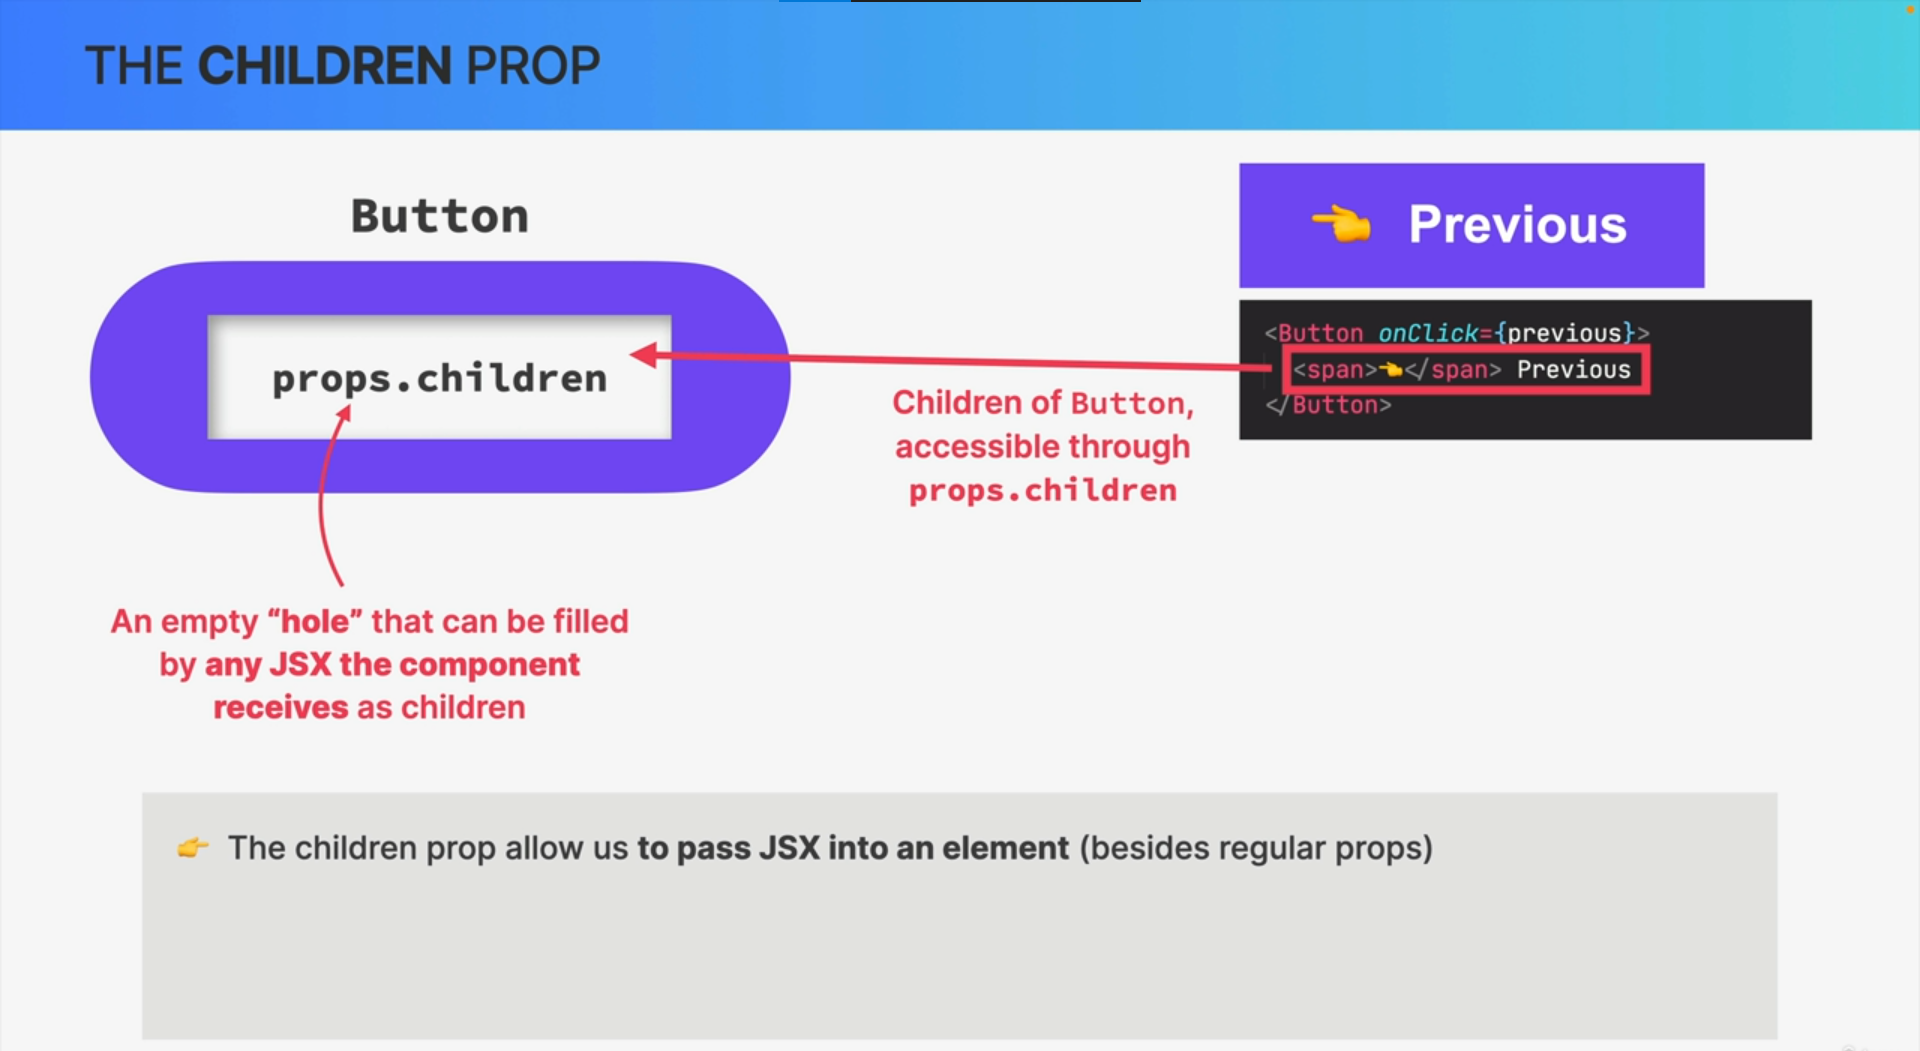 THE CHILDREN PROP
Button
props.children
An empty “hole” that can be filled
by any JSX the component
receives as children
Children of Button,
accessible through
props.children
👈 Previous
<Button onClick={previous}>
<span>👈</span> Previous
</Button>
👉 The children prop allow us to pass JSX into an element (besides regular props)